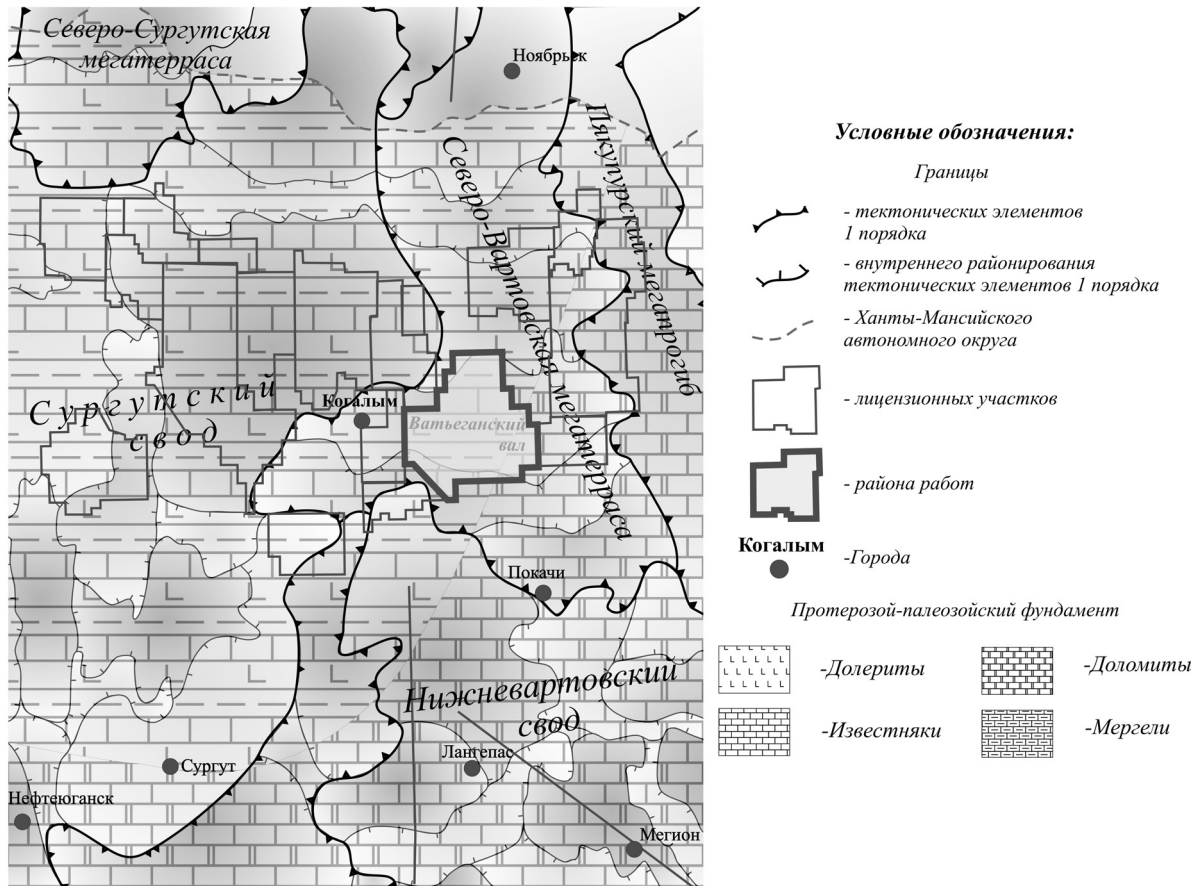 Северо-Сургутская
мегатерраса
Ноябрьск
Пякупурский мегапрогиб
Северо-Вартовская мегатерраса
Сургутский
свод
Когалым
Ватьеганский
вал
Покачи
Нижневартовский
свод
Лангепас
Сургут
Нефтеюганск
Мегион
Условные обозначения:
Границы
- тектонических элементов
1 порядка
- внутреннего районирования
тектонических элементов 1 порядка
- Ханты-Мансийского
автономного округа
- лицензионных участков
- района работ
Когалым
-Города
Протерозой-палеозойский фундамент
-Долериты
-Доломиты
-Известняки
-Мергели